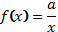 f(x) = a/x